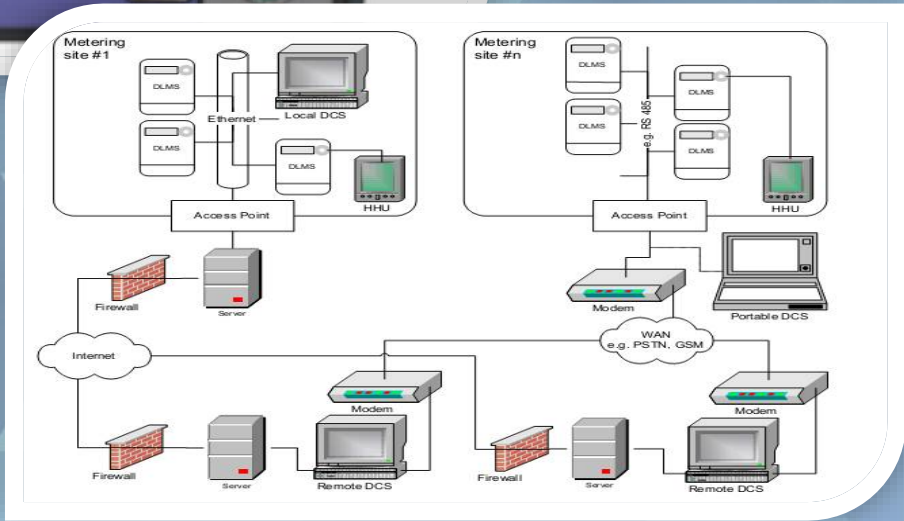 Metering
site #1
DLMS
DLMS
Ethernet
Local DCS
DLMS
HHU
Access Point
Metering
site #n
DLMS
DLMS
e.g. RS 485
DLMS
DLMS
HHU
Access Point
Firewall
Server
Modem
Portable DCS
Internet
WAN
e.g. PSTN, GSM
Modem
Modem
Firewall
Server
Remote DCS
Firewall
Server
Remote DCS